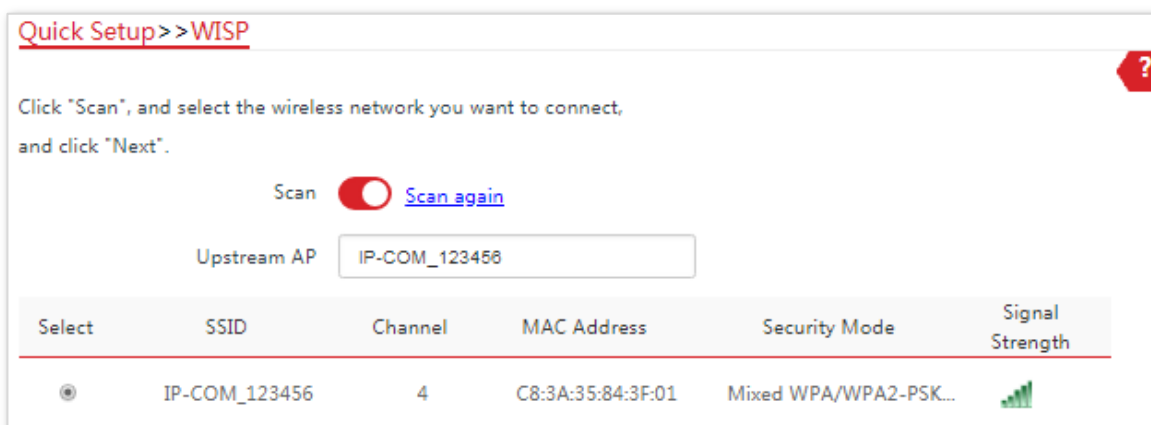 Quick Setup>>WISP
?
Click "Scan", and select the wireless network you want to connect,
and click "Next".
Scan Scan again
Upstream AP IP-COM_123456
Select SSID Channel MAC Address Security Mode Signal Strength
IP-COM_123456 4 C8:3A:35:84:3F:01 Mixed WPA/WPA2-PSK...